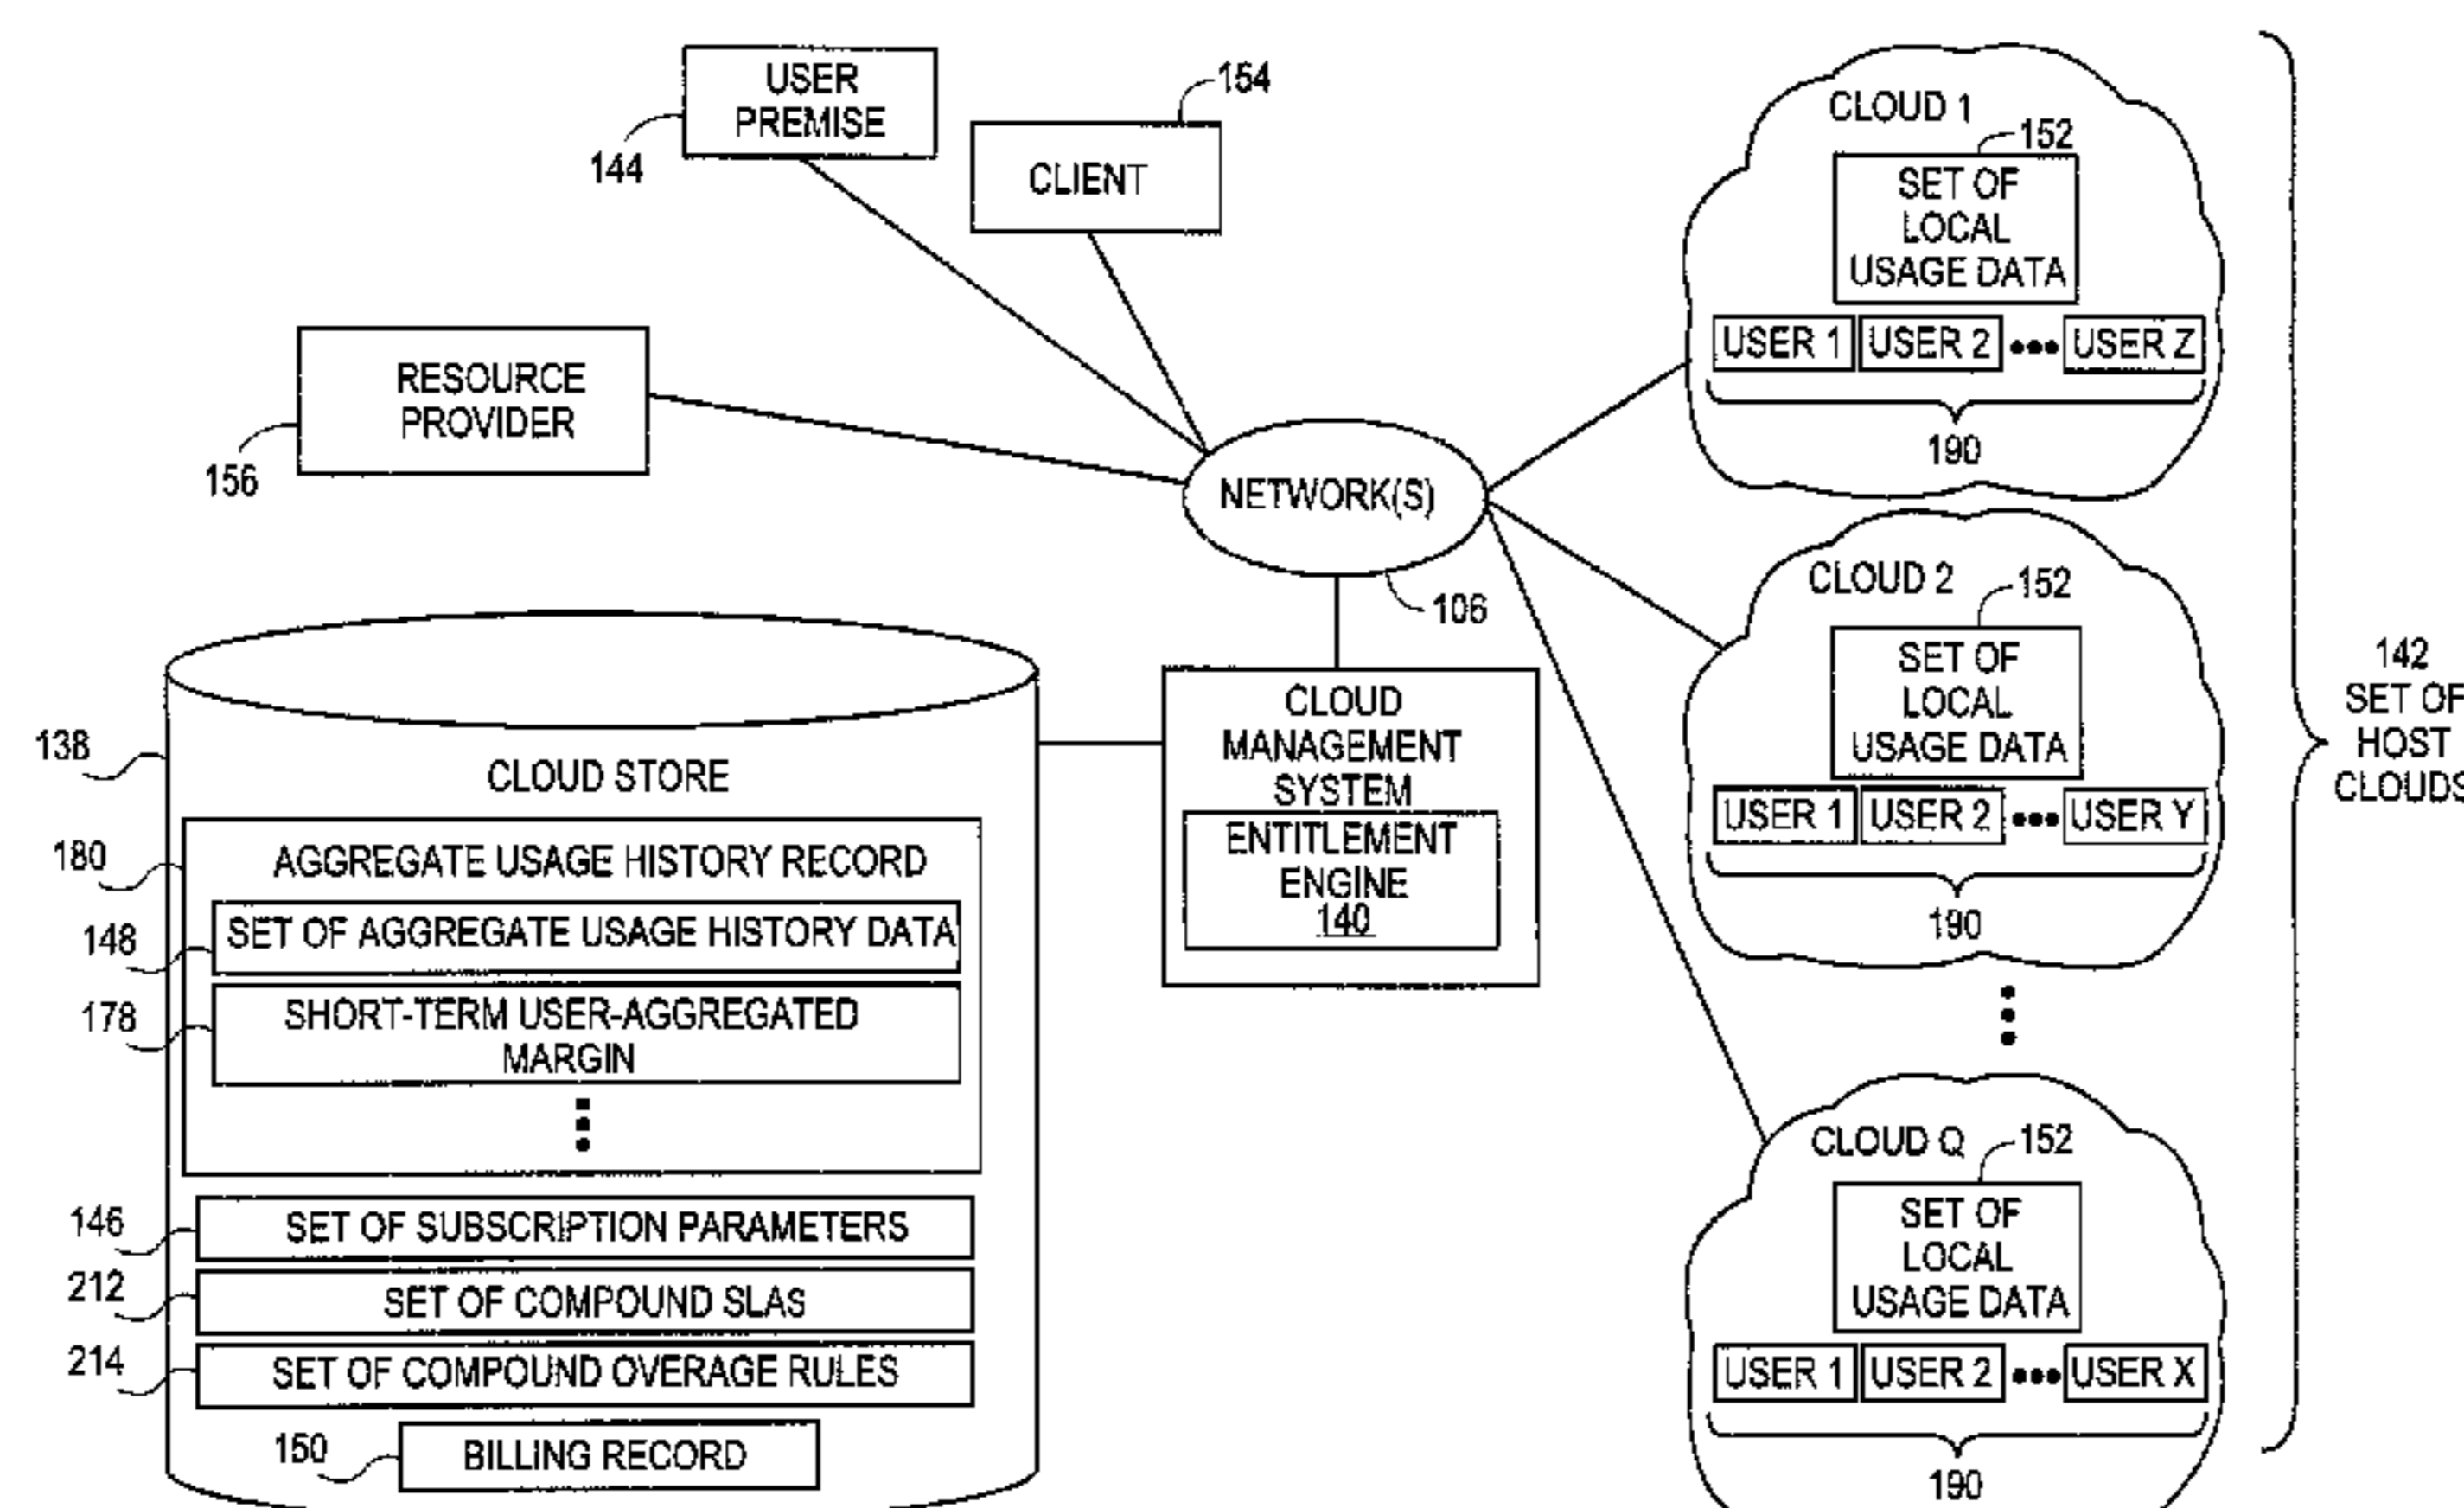 USER
PREMISE
144
154
CLIENT
RESOURCE
PROVIDER
156
NETWORK(S)
106
138
CLOUD STORE
180
AGGREGATE USAGE HISTORY RECORD
148
SET OF AGGREGATE USAGE HISTORY DATA
178
SHORT-TERM USER-AGGREGATED
MARGIN
146
SET OF SUBSCRIPTION PARAMETERS
212
SET OF COMPOUND SLAS
214
SET OF COMPOUND OVERAGE RULES
150
BILLING RECORD
CLOUD
MANAGEMENT
SYSTEM
ENTITLEMENT
ENGINE
140
CLOUD 1
152
SET OF
LOCAL
USAGE DATA
USER 1 USER 2 ••• USER Z
190
CLOUD 2
152
SET OF
LOCAL
USAGE DATA
USER 1 USER 2 ••• USER Y
190
CLOUD Q
152
SET OF
LOCAL
USAGE DATA
USER 1 USER 2 ••• USER X
190
142
SET OF
HOST
CLOUDS